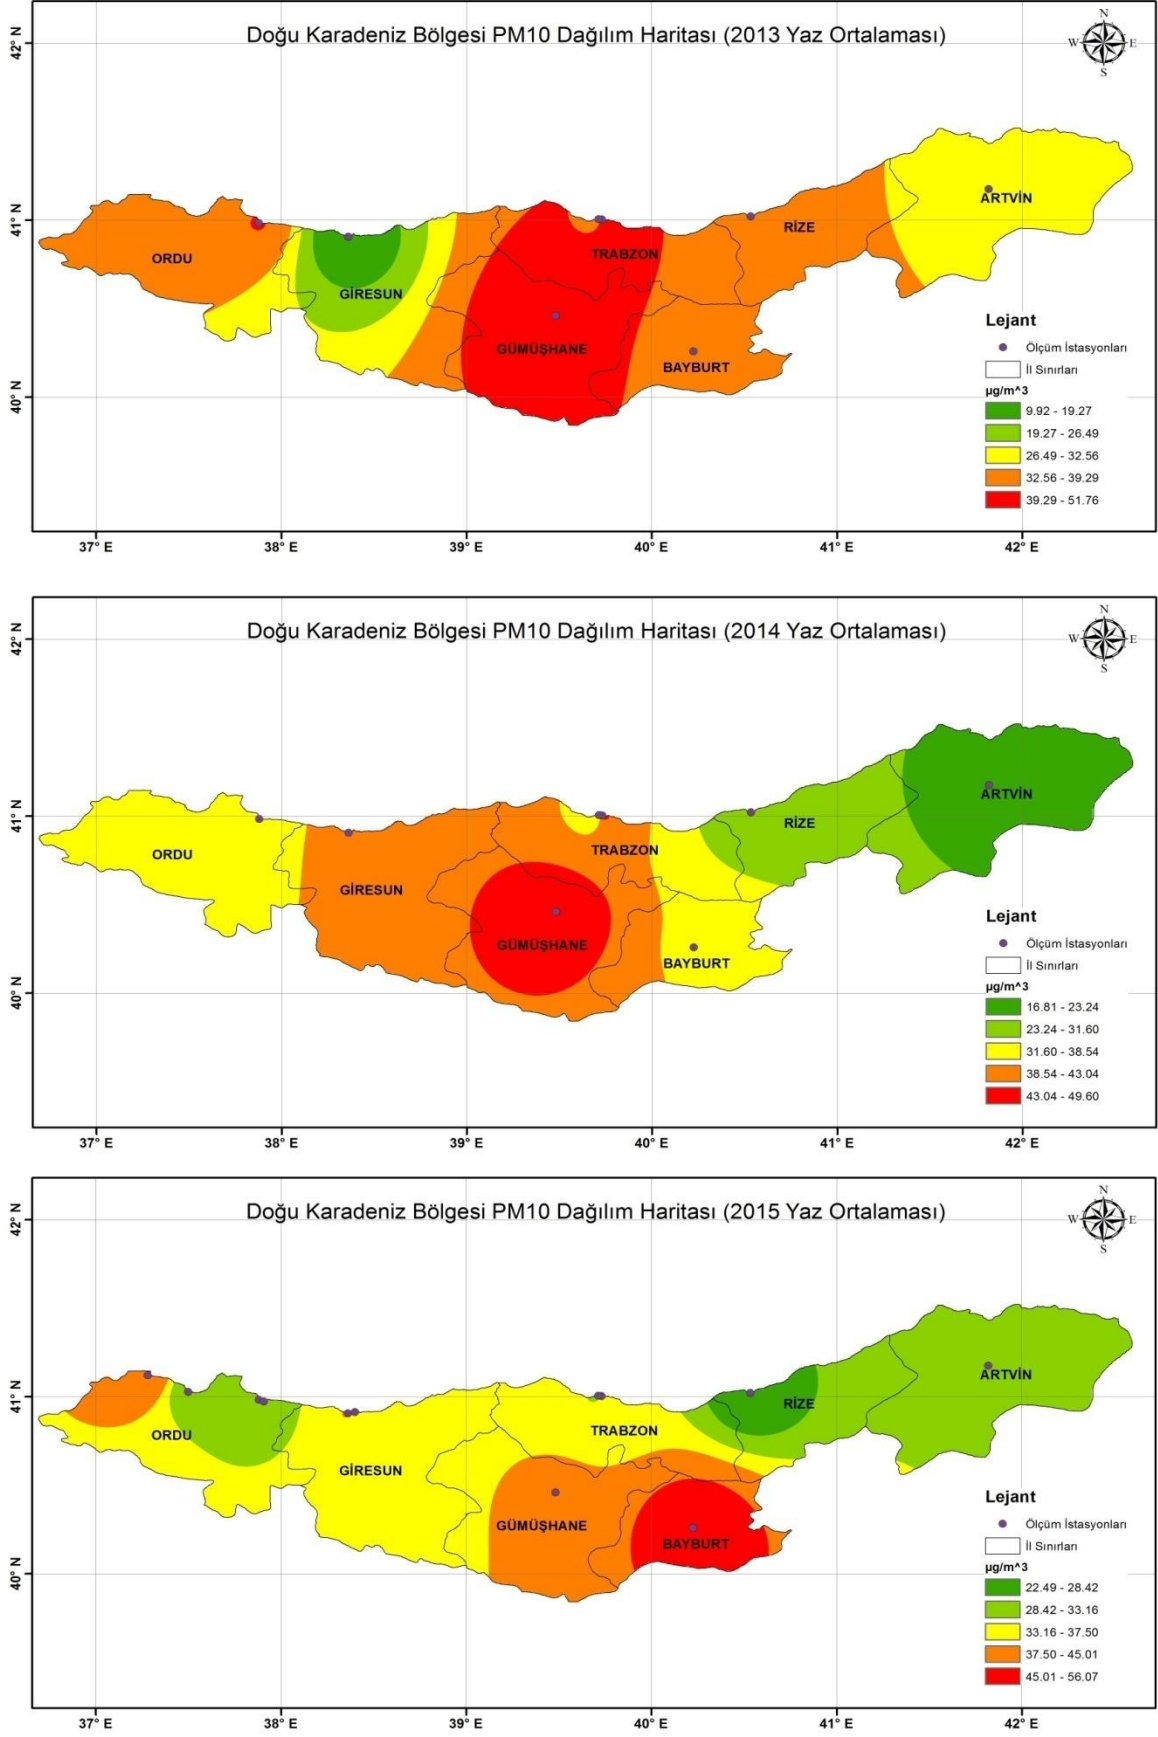 Doğu Karadeniz Bölgesi PM10 Dağılım Haritası (2013 Yaz Ortalaması)
N
W E
S
42° N
41° N
40° N
ORDU
GİRESUN
GÜMÜŞHANE
TRABZON
BAYBURT
RİZE
ARTVİN
Lejant
Ölçüm İstasyonları
İl Sınırları
µg/m^3
9.92 - 19.27
19.27 - 26.49
26.49 - 32.56
32.56 - 39.29
39.29 - 51.76
37° E 38° E 39° E 40° E 41° E 42° E
Doğu Karadeniz Bölgesi PM10 Dağılım Haritası (2014 Yaz Ortalaması)
N
W E
S
42° N
41° N
40° N
ORDU
GİRESUN
GÜMÜŞHANE
TRABZON
BAYBURT
RİZE
ARTVİN
Lejant
Ölçüm İstasyonları
İl Sınırları
µg/m^3
16.81 - 23.24
23.24 - 31.60
31.60 - 38.54
38.54 - 43.04
43.04 - 49.60
37° E 38° E 39° E 40° E 41° E 42° E
Doğu Karadeniz Bölgesi PM10 Dağılım Haritası (2015 Yaz Ortalaması)
N
W E
S
42° N
41° N
40° N
ORDU
GİRESUN
GÜMÜŞHANE
TRABZON
BAYBURT
RİZE
ARTVİN
Lejant
Ölçüm İstasyonları
İl Sınırları
µg/m^3
22.49 - 28.42
28.42 - 33.16
33.16 - 37.50
37.50 - 45.01
45.01 - 56.07
37° E 38° E 39° E 40° E 41° E 42° E